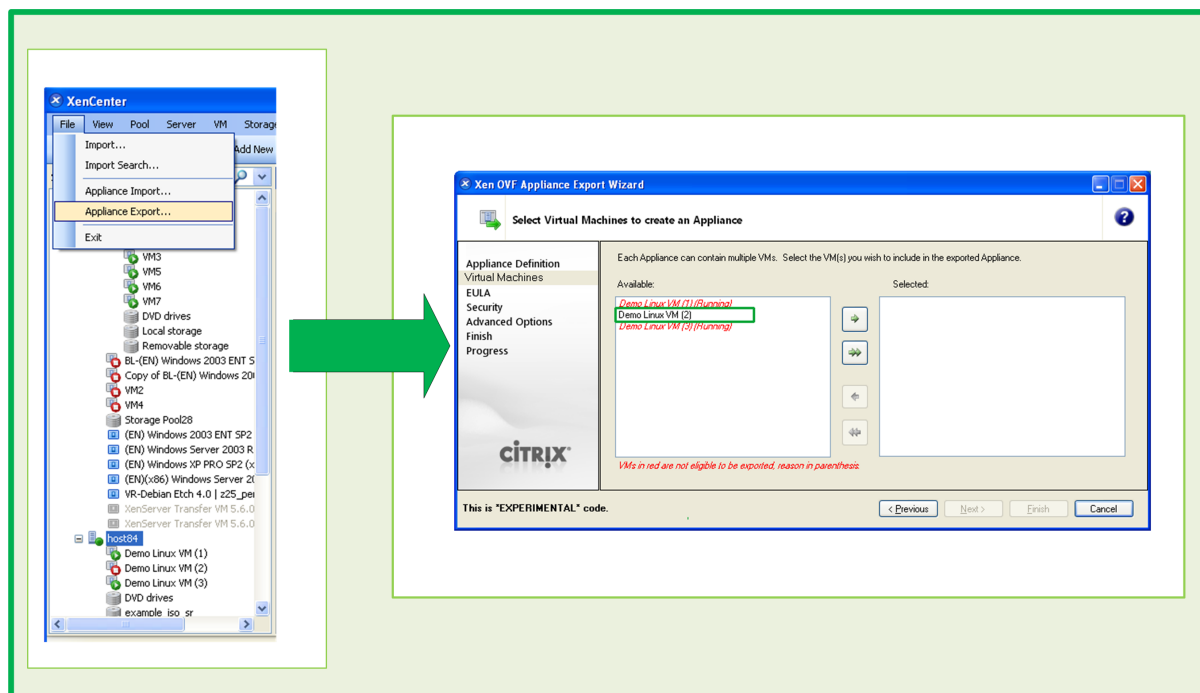 XenCenter
File View Pool Server VM Storage
Import...
Add New
Import Search...
Appliance Import...
Appliance Export...
Exit
VM3
VM5
VM6
VM7
DVD drives
Local storage
Removable storage
BL-(EN) Windows 2003 ENT S
Copy of BL-(EN) Windows 20
VM2
VM4
Storage Pool28
(EN) Windows 2003 ENT SP2
(EN) Windows Server 2003 R
(EN) Windows XP PRO SP2 (x
(EN)(x86) Windows Server 20
VR-Debian Etch 4.0 | z25_per
XenServer Transfer VM 5.6.0
XenServer Transfer VM 5.6.0
host84
Demo Linux VM (1)
Demo Linux VM (2)
Demo Linux VM (3)
DVD drives
example iso sr
Xen OVF Appliance Export Wizard
Select Virtual Machines to create an Appliance
Appliance Definition
Virtual Machines
EULA
Security
Advanced Options
Finish
Progress
CITRIX
Each Appliance can contain multiple VMs. Select the VM(s) you wish to include in the exported Appliance.
Available:
Selected:
Demo Linux VM (1) (Running)
Demo Linux VM (2)
Demo Linux VM (3) (Running)
VMs in red are not eligible to be exported, reason in parenthesis.
This is "EXPERIMENTAL" code.
< Previous
Next >
Finish
Cancel